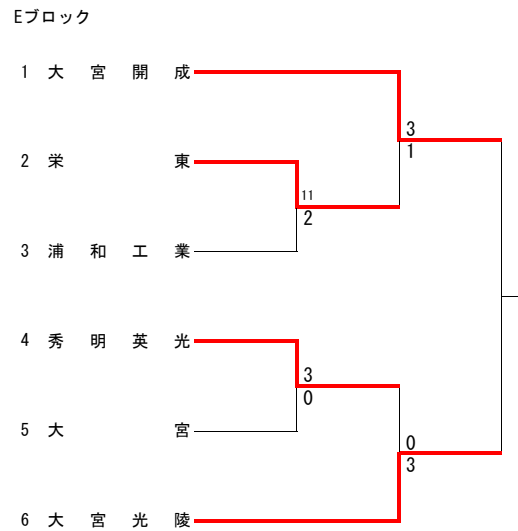 Eブロック
1 大宮開成
3
1
2 栄東
11
2
3 浦和工業
4 秀明英光
3
0
5 大宮
0
3
6 大宮光陵